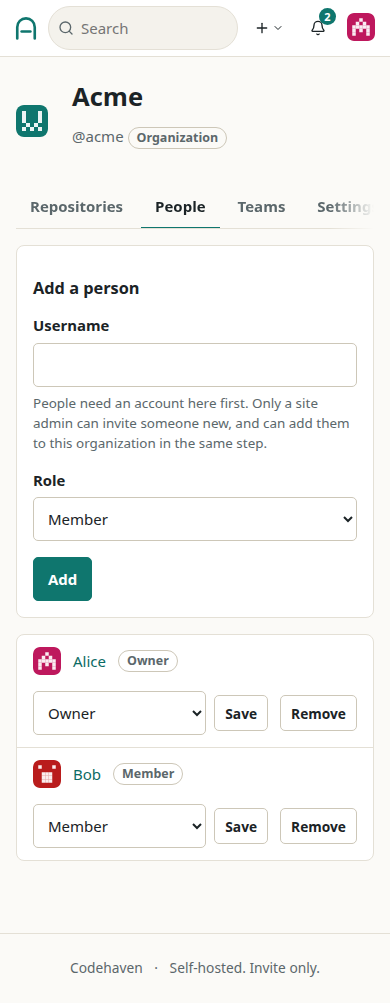 Search
2
Acme
@acme Organization
Repositories People Teams Setting
Add a person
Username
People need an account here first. Only a site
admin can invite someone new, and can add them
to this organization in the same step.
Role
Member
Add
Alice Owner
Owner Save Remove
Bob Member
Member Save Remove
Codehaven · Self-hosted. Invite only.